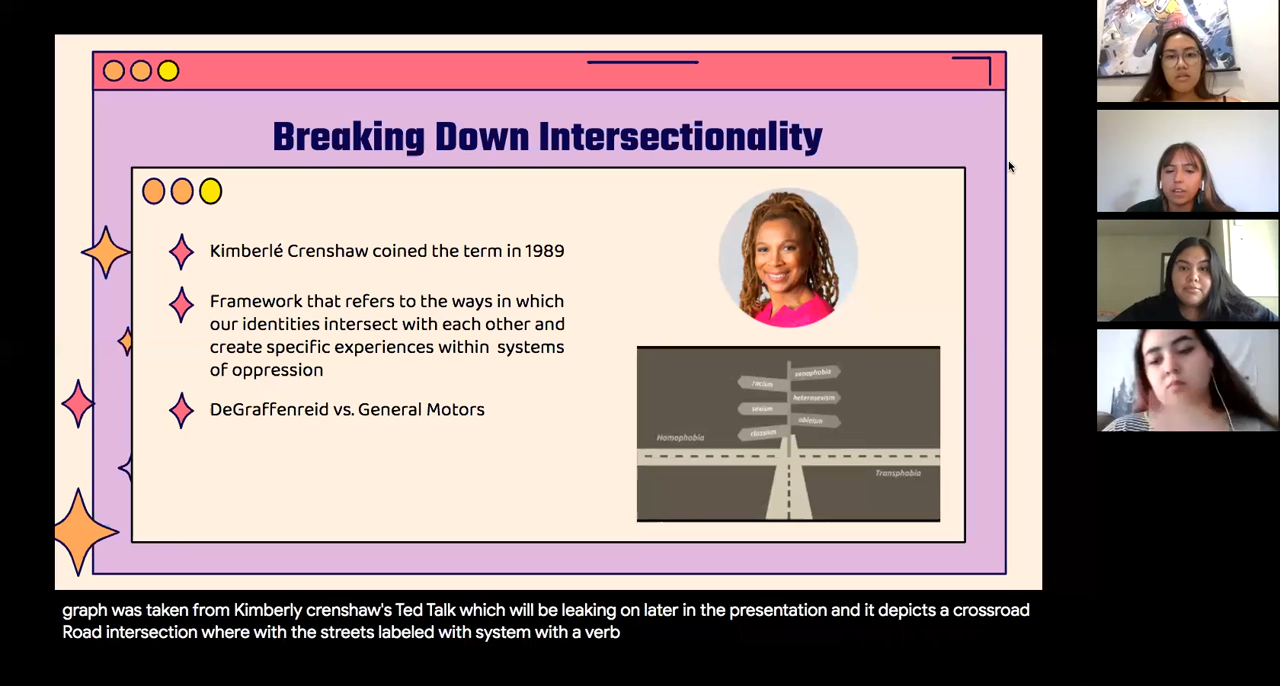 Breaking Down Intersectionality
Kimberlé Crenshaw coined the term in 1989
Framework that refers to the ways in which
our identities intersect with each other and
create specific experiences within systems
of oppression
DeGraffenreid vs. General Motors
xenophobia
racism
heterosexism
sexism
ableism
classism
Homophobia
Transphobia
graph was taken from Kimberly crenshaw's Ted Talk which will be leaking on later in the presentation and it depicts a crossroad
Road intersection where with the streets labeled with system with a verb